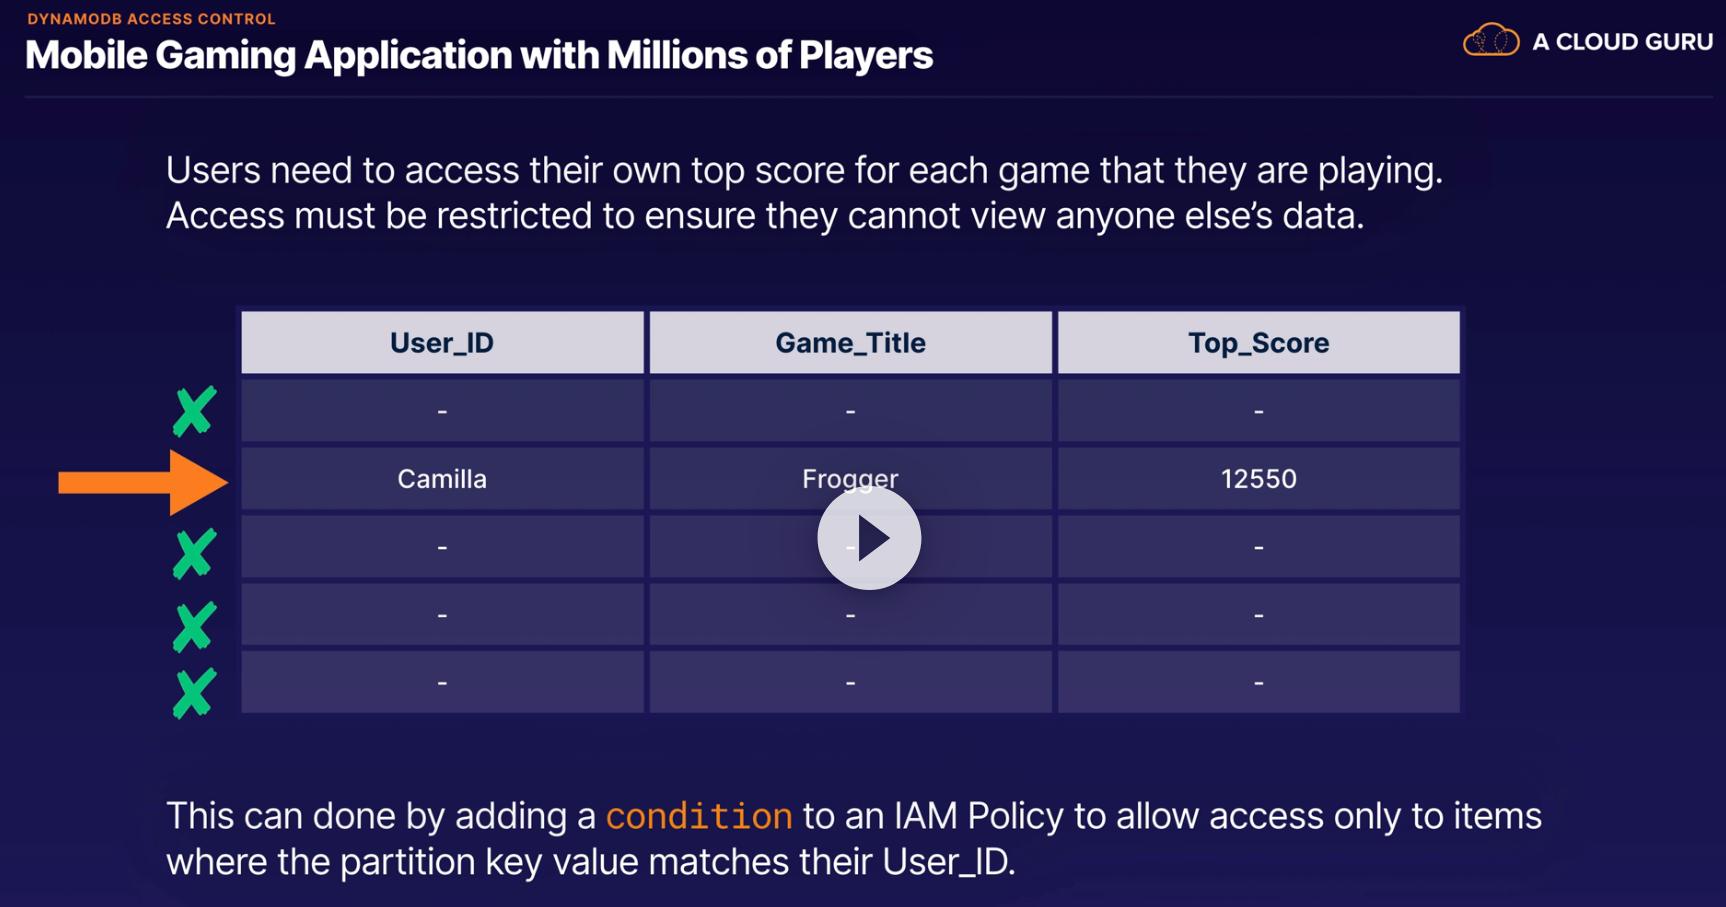 DYNAMODB ACCESS CONTROL
Mobile Gaming Application with Millions of Players
A CLOUD GURU
Users need to access their own top score for each game that they are playing.
Access must be restricted to ensure they cannot view anyone else’s data.
User_ID Game_Title Top_Score
- - -
Camilla Frogger 12550
- - -
- - -
- - -
This can done by adding a condition to an IAM Policy to allow access only to items
where the partition key value matches their User_ID.